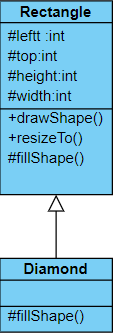 Rectangle
#leftt :int
#top:int
#height:int
#width:int
+drawShape()
+resizeTo()
#fillShape()
Diamond
#fillShape()